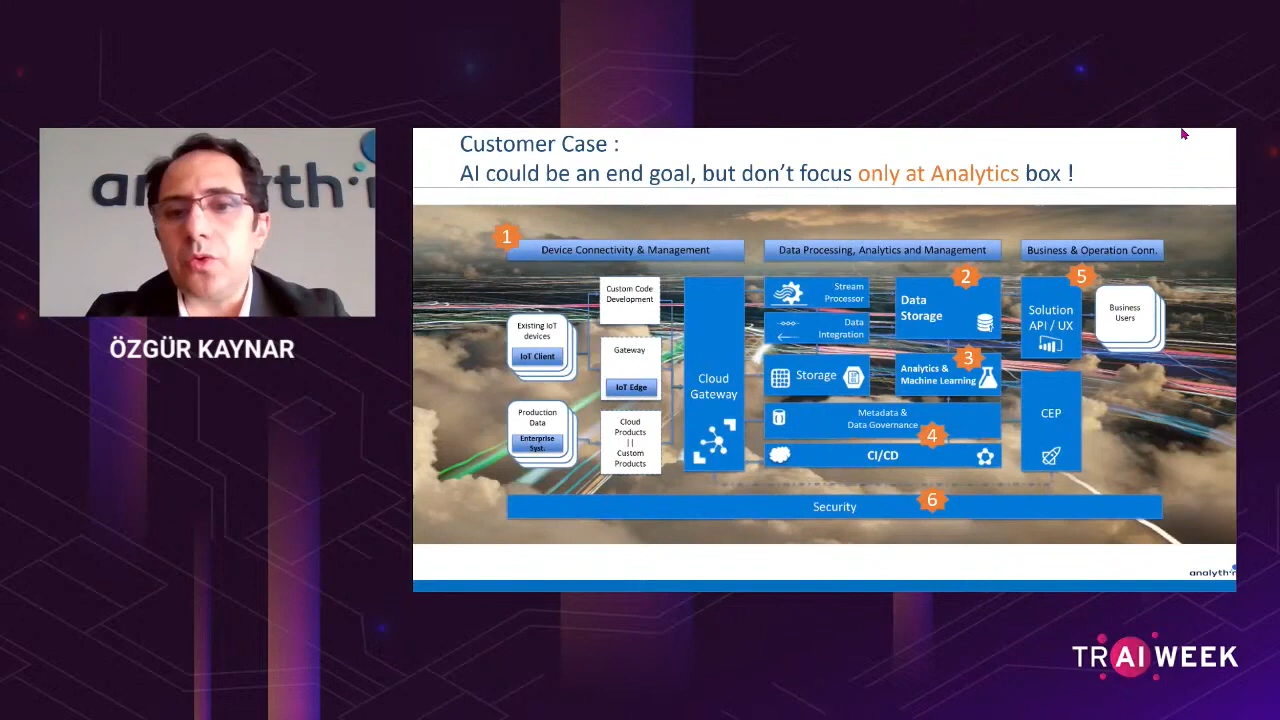 analyth
ÖZGÜR KAYNAR
Customer Case :
AI could be an end goal, but don't focus only at Analytics box !
1
Device Connectivity & Management
Data Processing, Analytics and Management
Business & Operation Conn.
Existing IoT
devices
IoT Client
Production
Data
Enterprise
Syst.
Custom Code
Development
Gateway
IoT Edge
Cloud
Products
||
Custom
Products
Cloud
Gateway
Stream
Processor
Data
Integration
Storage
2
Data
Storage
3
Analytics &
Machine Learning
Metadata &
Data Governance
4
CI/CD
5
Solution
API / UX
Business
Users
CEP
6
Security
analyth
TRAI WEEK